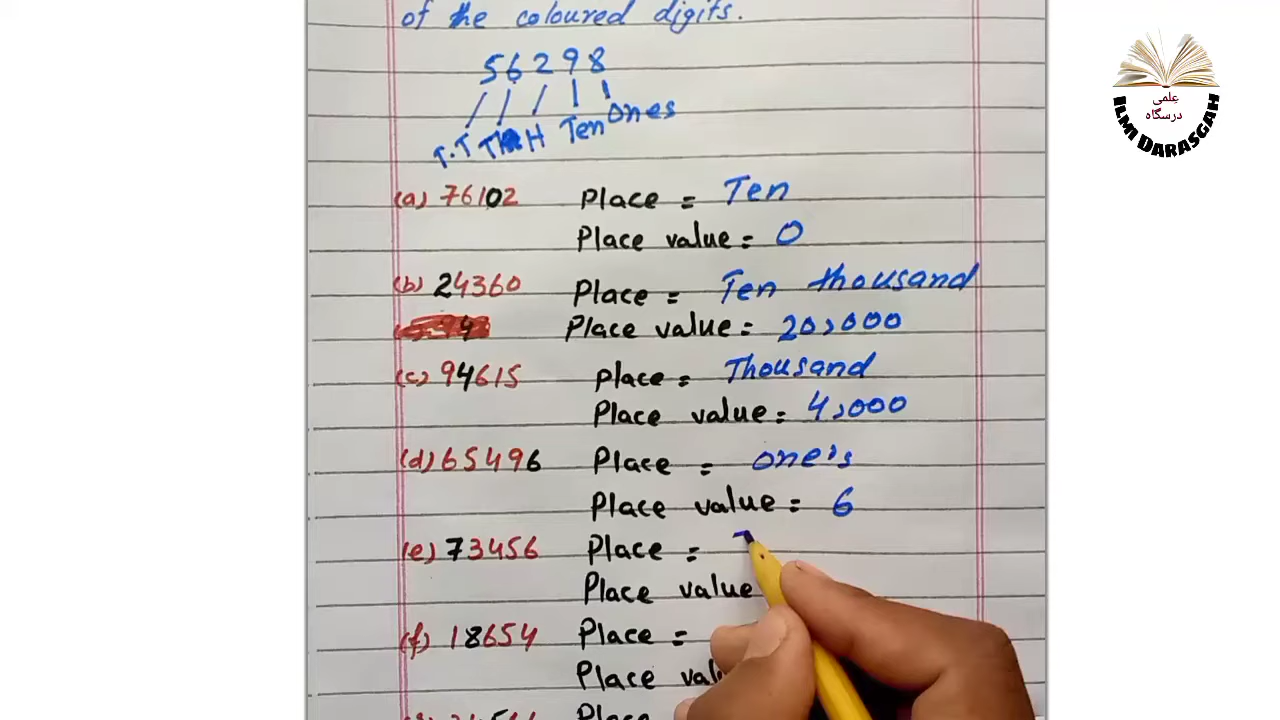 of the coloured digits.
56298
T.T Th H Ten ones
(a) 76102 Place = Ten
Place value = 0
(b) 24360 Place = Ten thousand
4 Place value = 20,000
(c) 94615 Place = Thousand
Place value = 4,000
(d) 65496 Place = one's
Place value = 6
(e) 73456 Place =
Place value
(f) 18654 Place =
Place val
Place
علمی
درسگاہ
ILMI DARASGAH